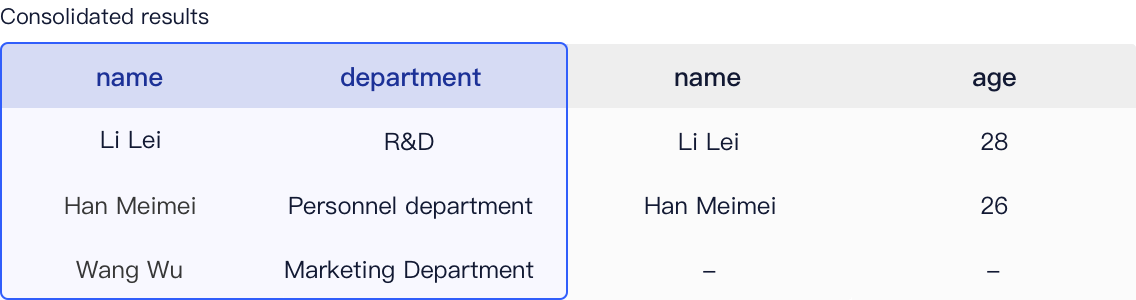 Consolidated results
name department name age
Li Lei R&D Li Lei 28
Han Meimei Personnel department Han Meimei 26
Wang Wu Marketing Department – –